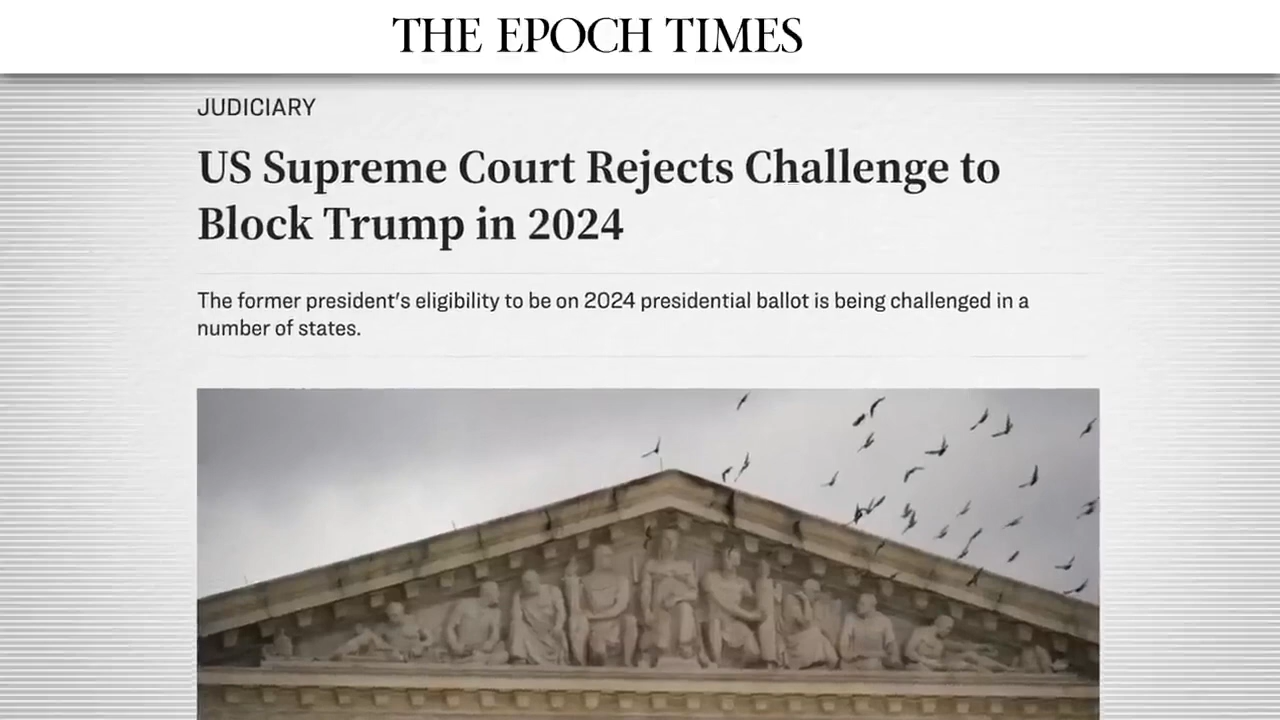 THE EPOCH TIMES
JUDICIARY
US Supreme Court Rejects Challenge to
Block Trump in 2024
The former president's eligibility to be on 2024 presidential ballot is being challenged in a
number of states.